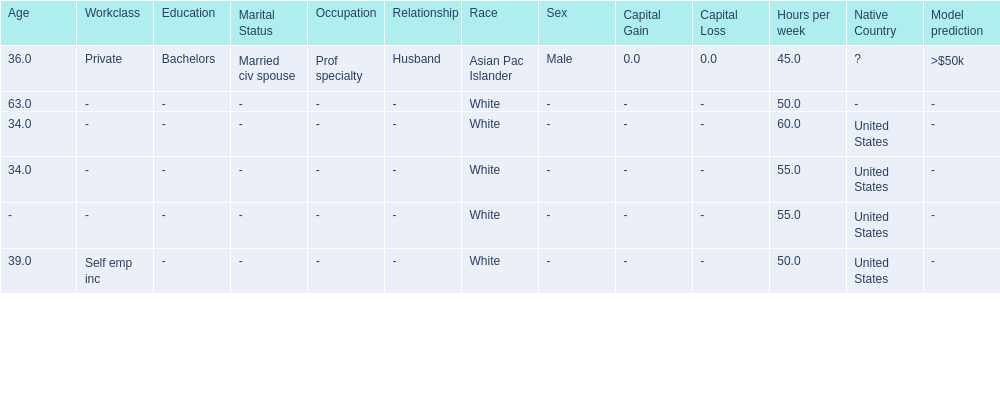 Age Workclass Education Marital Status Occupation Relationship Race Sex Capital Gain Capital Loss Hours per week Native Country Model prediction
36.0 Private Bachelors Married civ spouse Prof specialty Husband Asian Pac Islander Male 0.0 0.0 45.0 ? >$50k
63.0 - - - - - White - - - 50.0 - -
34.0 - - - - - White - - - 60.0 United States -
34.0 - - - - - White - - - 55.0 United States -
- - - - - - White - - - 55.0 United States -
39.0 Self emp inc - - - - White - - - 50.0 United States -